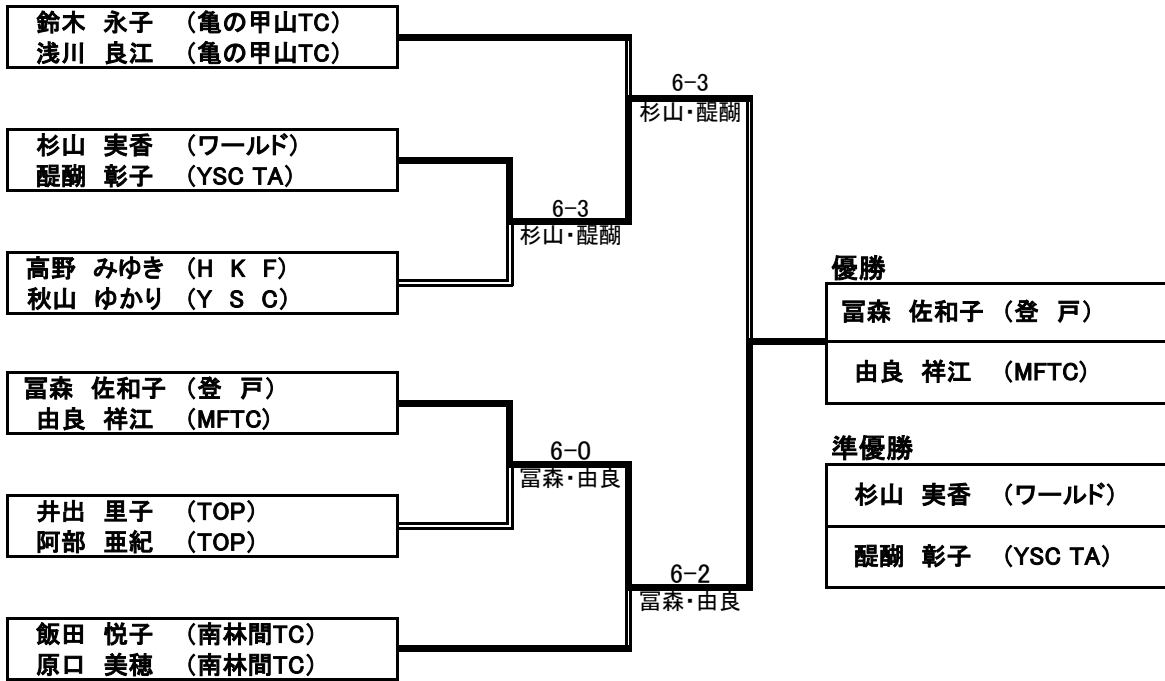 鈴木 永子 (亀の甲山TC)
浅川 良江 (亀の甲山TC)
6-3
杉山・醍醐
杉山 実香 (ワールド)
醍醐 彰子 (YSC TA)
6-3
杉山・醍醐
高野 みゆき (H K F)
秋山 ゆかり (Y S C)
優勝
冨森 佐和子 (登 戸)
由良 祥江 (MFTC)
冨森 佐和子 (登 戸)
由良 祥江 (MFTC)
6-0
冨森・由良
準優勝
杉山 実香 (ワールド)
醍醐 彰子 (YSC TA)
井出 里子 (TOP)
阿部 亜紀 (TOP)
6-2
冨森・由良
飯田 悦子 (南林間TC)
原口 美穂 (南林間TC)